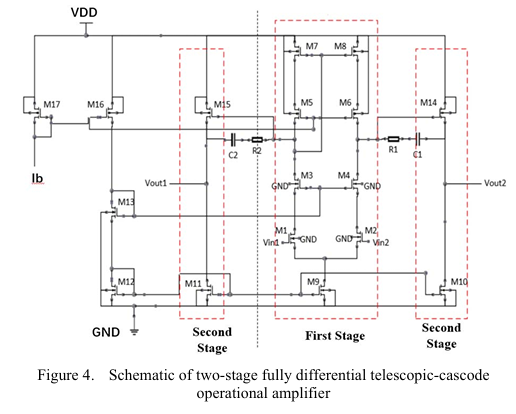 VDD
M7
M8
M17
M16
M15
M5
M6
M14
Ib
C2
R2
R1
C1
Vout1
GND
M3
M4
GND
Vout2
M13
M1
GND
GND
M2
Vin1
Vin2
M12
M11
M9
M10
GND
Second
Stage
First Stage
Second
Stage
Figure 4. Schematic of two-stage fully differential telescopic-cascode
operational amplifier